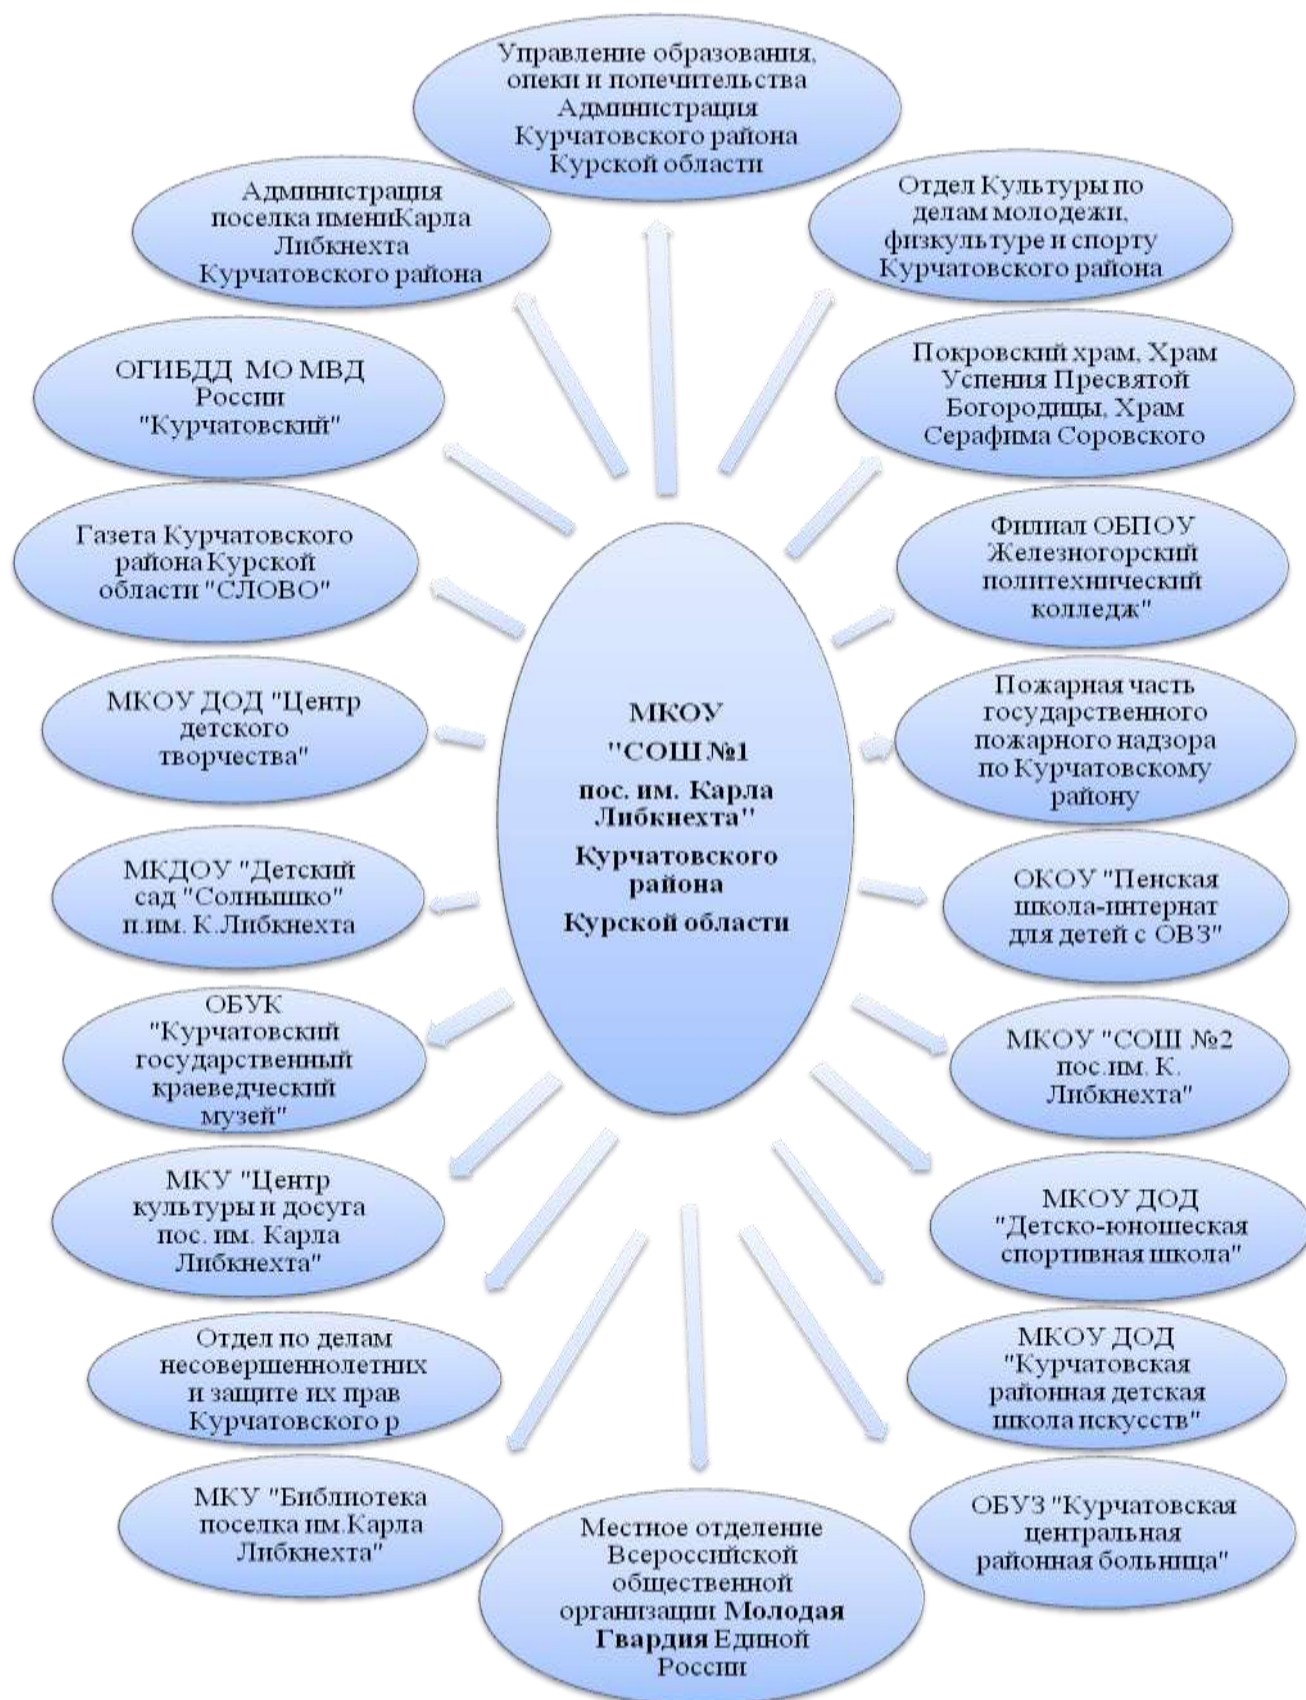 Управление образования,
опеки и попечительства
Администрация
Курчатовского района
Курской области
Отдел Культуры по
делам молодежи,
физкультуре и спорту
Курчатовского района
Покровский храм, Храм
Успения Пресвятой
Богородицы, Храм
Серафима Соровского
Филиал ОБПОУ
Железногорский
политехнический
колледж"
Пожарная часть
государственного
пожарного надзора
по Курчатовскому
району
ОКОУ "Пенская
школа-интернат
для детей с ОВЗ"
МКОУ "СОШ №2
пос.им. К.
Либкнехта"
МКОУ ДОД
"Детско-юношеская
спортивная школа"
МКОУ ДОД
"Курчатовская
районная детская
школа искусств"
ОБУЗ "Курчатовская
центральная
районная больница"
Местное отделение
Всероссийской
общественной
организации Молодая
Гвардия Единой
России
МКУ "Библиотека
поселка им.Карла
Либкнехта"
Отдел по делам
несовершеннолетних
и защите их прав
Курчатовского р
МКУ "Центр
культуры и досуга
пос. им. Карла
Либкнехта"
ОБУК
"Курчатовский
государственный
краеведческий
музей"
МКДОУ "Детский
сад "Солнышко"
п.им. К.Либкнехта
МКОУ ДОД "Центр
детского
творчества"
Газета Курчатовского
района Курской
области "СЛОВО"
ОГИБДД МО МВД
России
"Курчатовский"
Администрация
поселка имениКарла
Либкнехта
Курчатовского района
МКОУ
"СОШ №1
пос. им. Карла
Либкнехта"
Курчатовского
района
Курской области